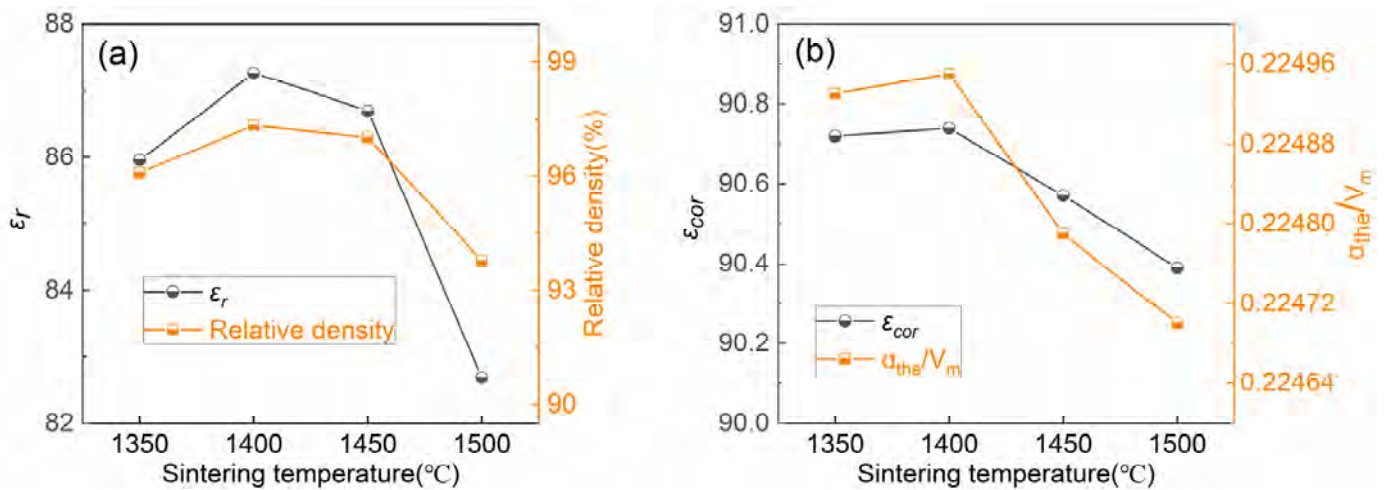 (a)
88
86
84
82
εr
99
96
93
90
Relative density(%)
εr
Relative density
1350 1400 1450 1500
Sintering temperature(℃)
(b)
91.0
90.8
90.6
90.4
90.2
90.0
εcor
0.22496
0.22488
0.22480
0.22472
0.22464
αthe/Vm
εcor
αthe/Vm
1350 1400 1450 1500
Sintering temperature(℃)